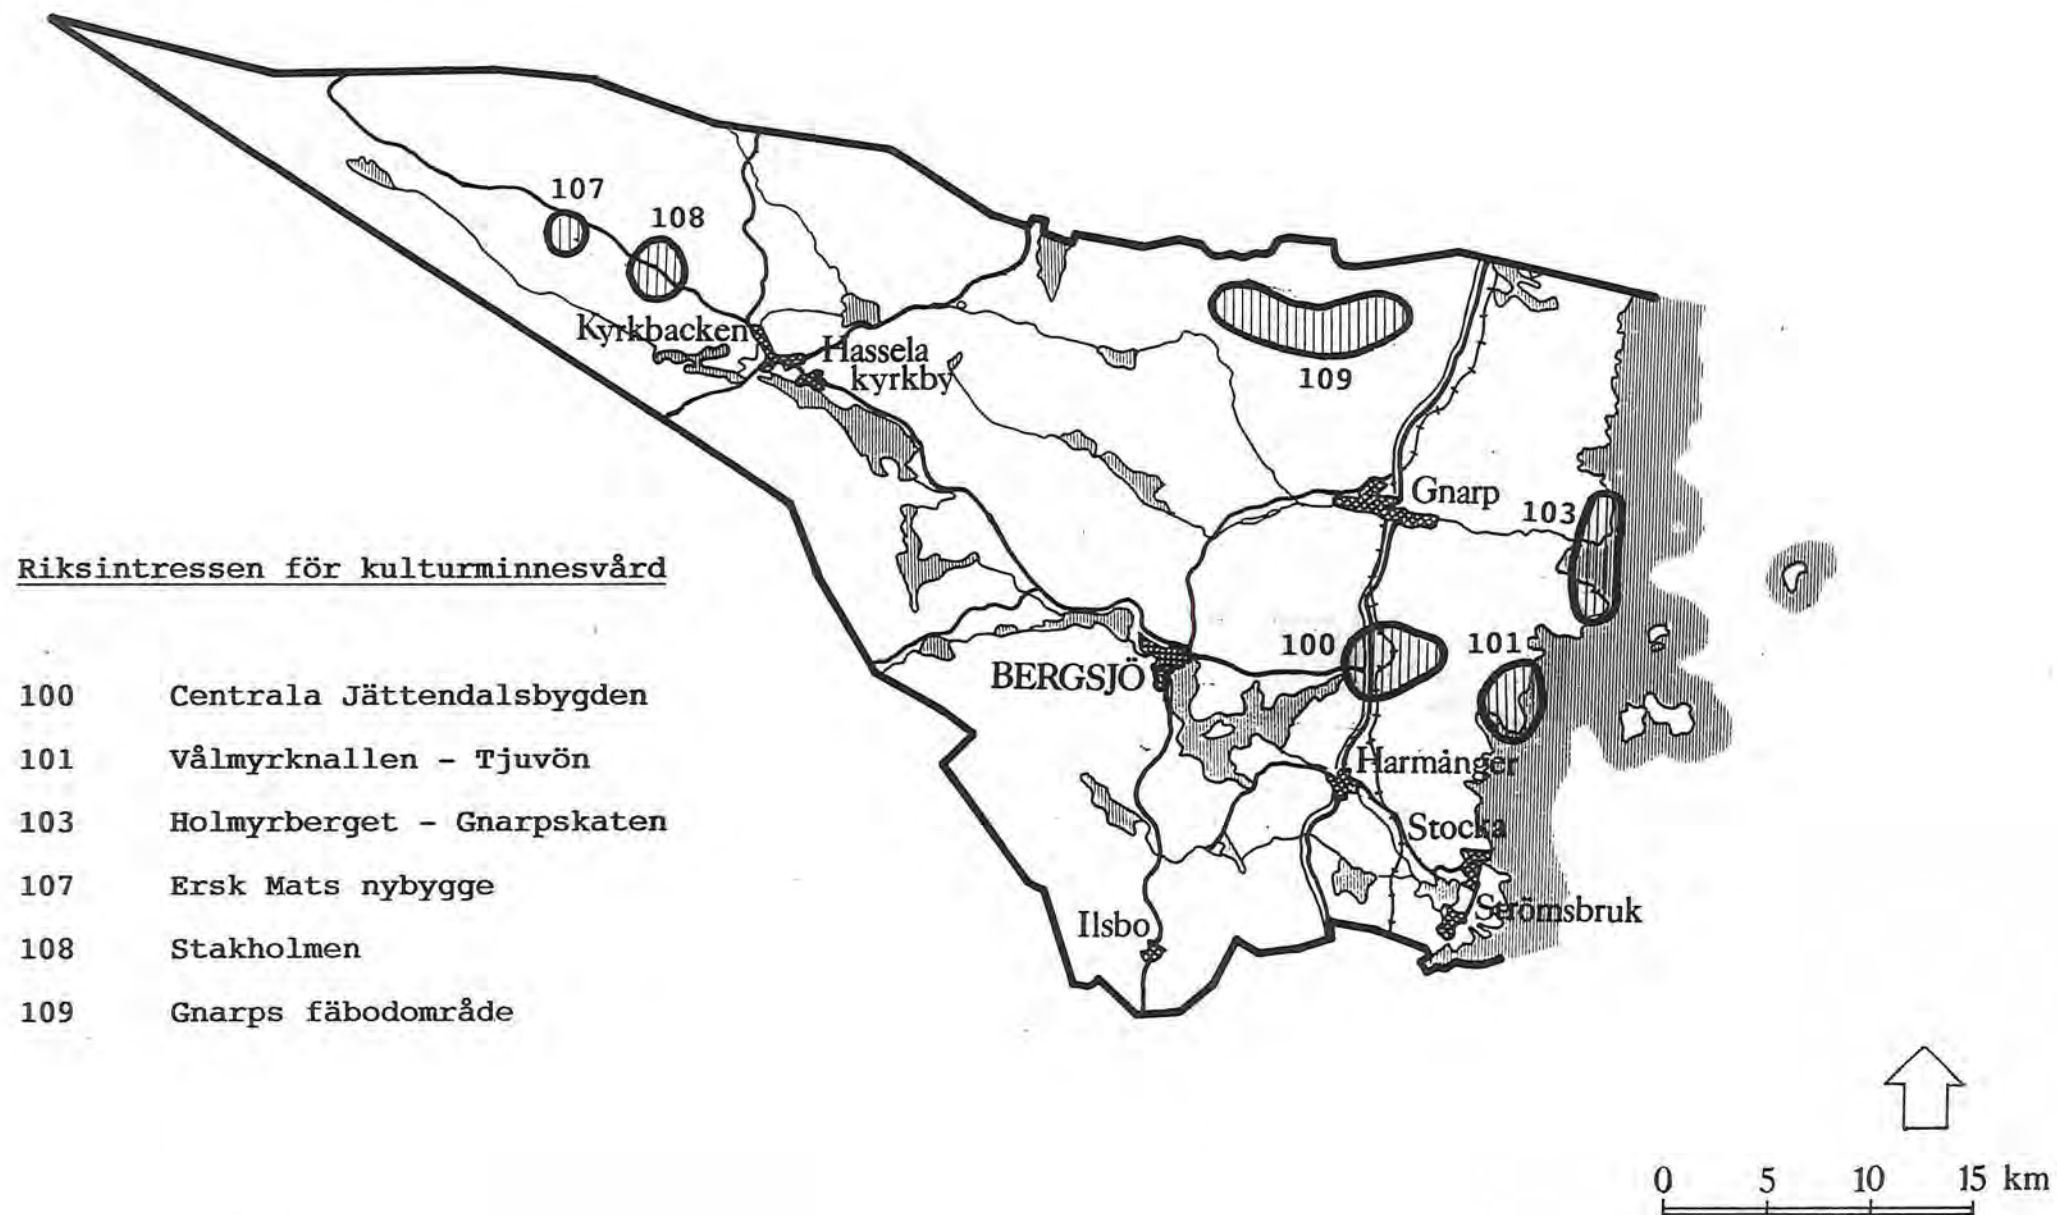 107
108
Kyrkbacken
Hassela
kyrkby
109
Gnarp
103
Riksintressen för kulturminnesvård
100
101
BERGSJÖ
100 Centrala Jättendalsbygden
101 Vålmyrknallen - Tjuvön
Harmånger
103 Holmyrberget - Gnarpskaten
Stocka
107 Ersk Mats nybygge
Ilsbo
Strömsbruk
108 Stakholmen
109 Gnarps fäbodområde
0 5 10 15 km